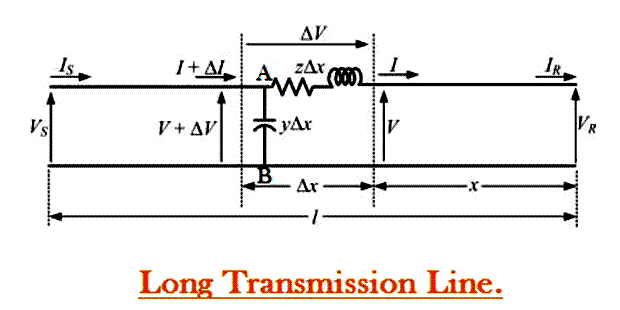 ΔV
I_S I + ΔI A zΔx I I_R
V_S V + ΔV yΔx V V_R
B Δx x
l
Long Transmission Line.